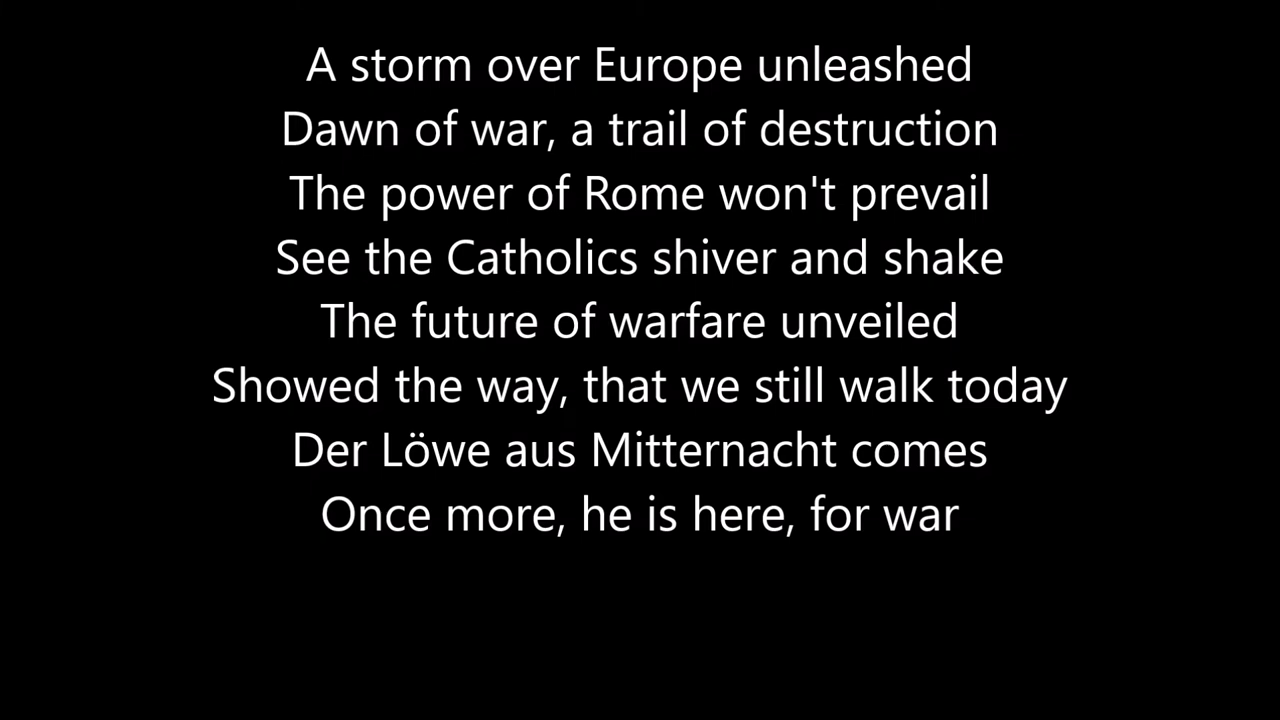 A storm over Europe unleashed
Dawn of war, a trail of destruction
The power of Rome won't prevail
See the Catholics shiver and shake
The future of warfare unveiled
Showed the way, that we still walk today
Der Löwe aus Mitternacht comes
Once more, he is here, for war